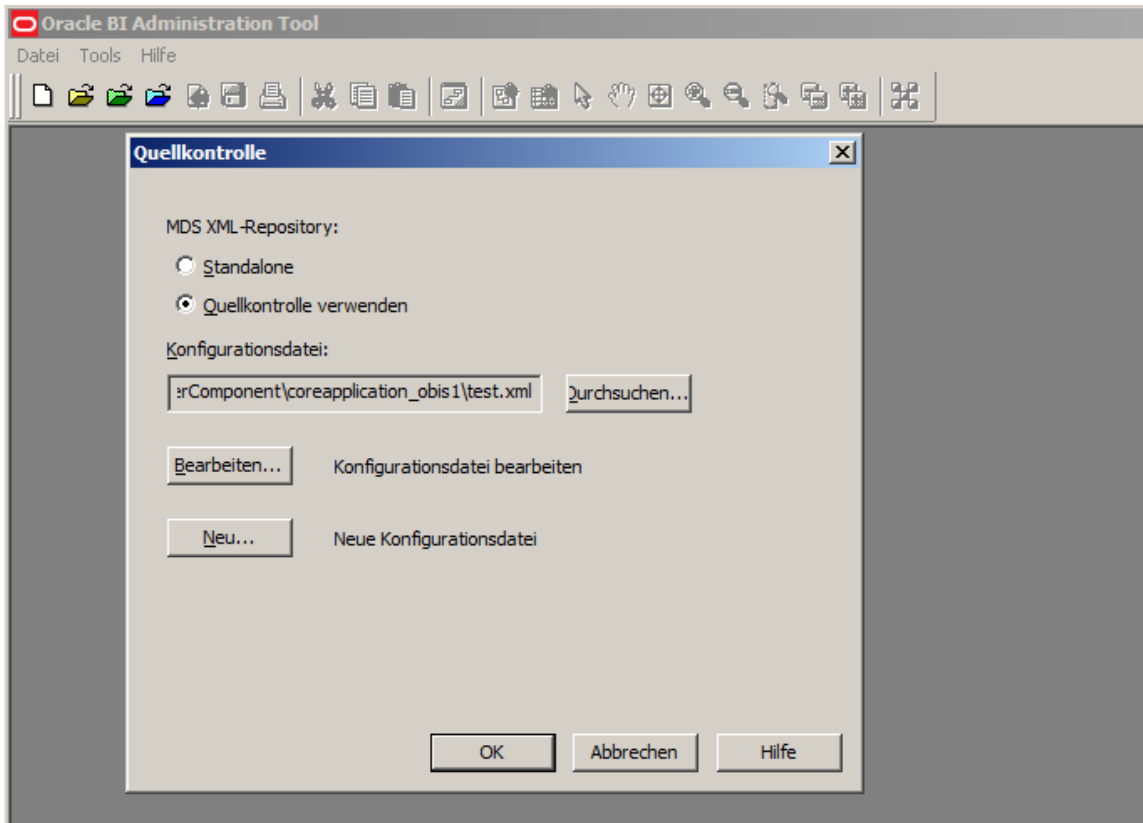 Oracle BI Administration Tool
Datei Tools Hilfe
Quellkontrolle
MDS XML-Repository:
Standalone
Quellkontrolle verwenden
Konfigurationsdatei:
erComponent\coreapplication_obis1\test.xml Durchsuchen...
Bearbeiten... Konfigurationsdatei bearbeiten
Neu... Neue Konfigurationsdatei
OK Abbrechen Hilfe